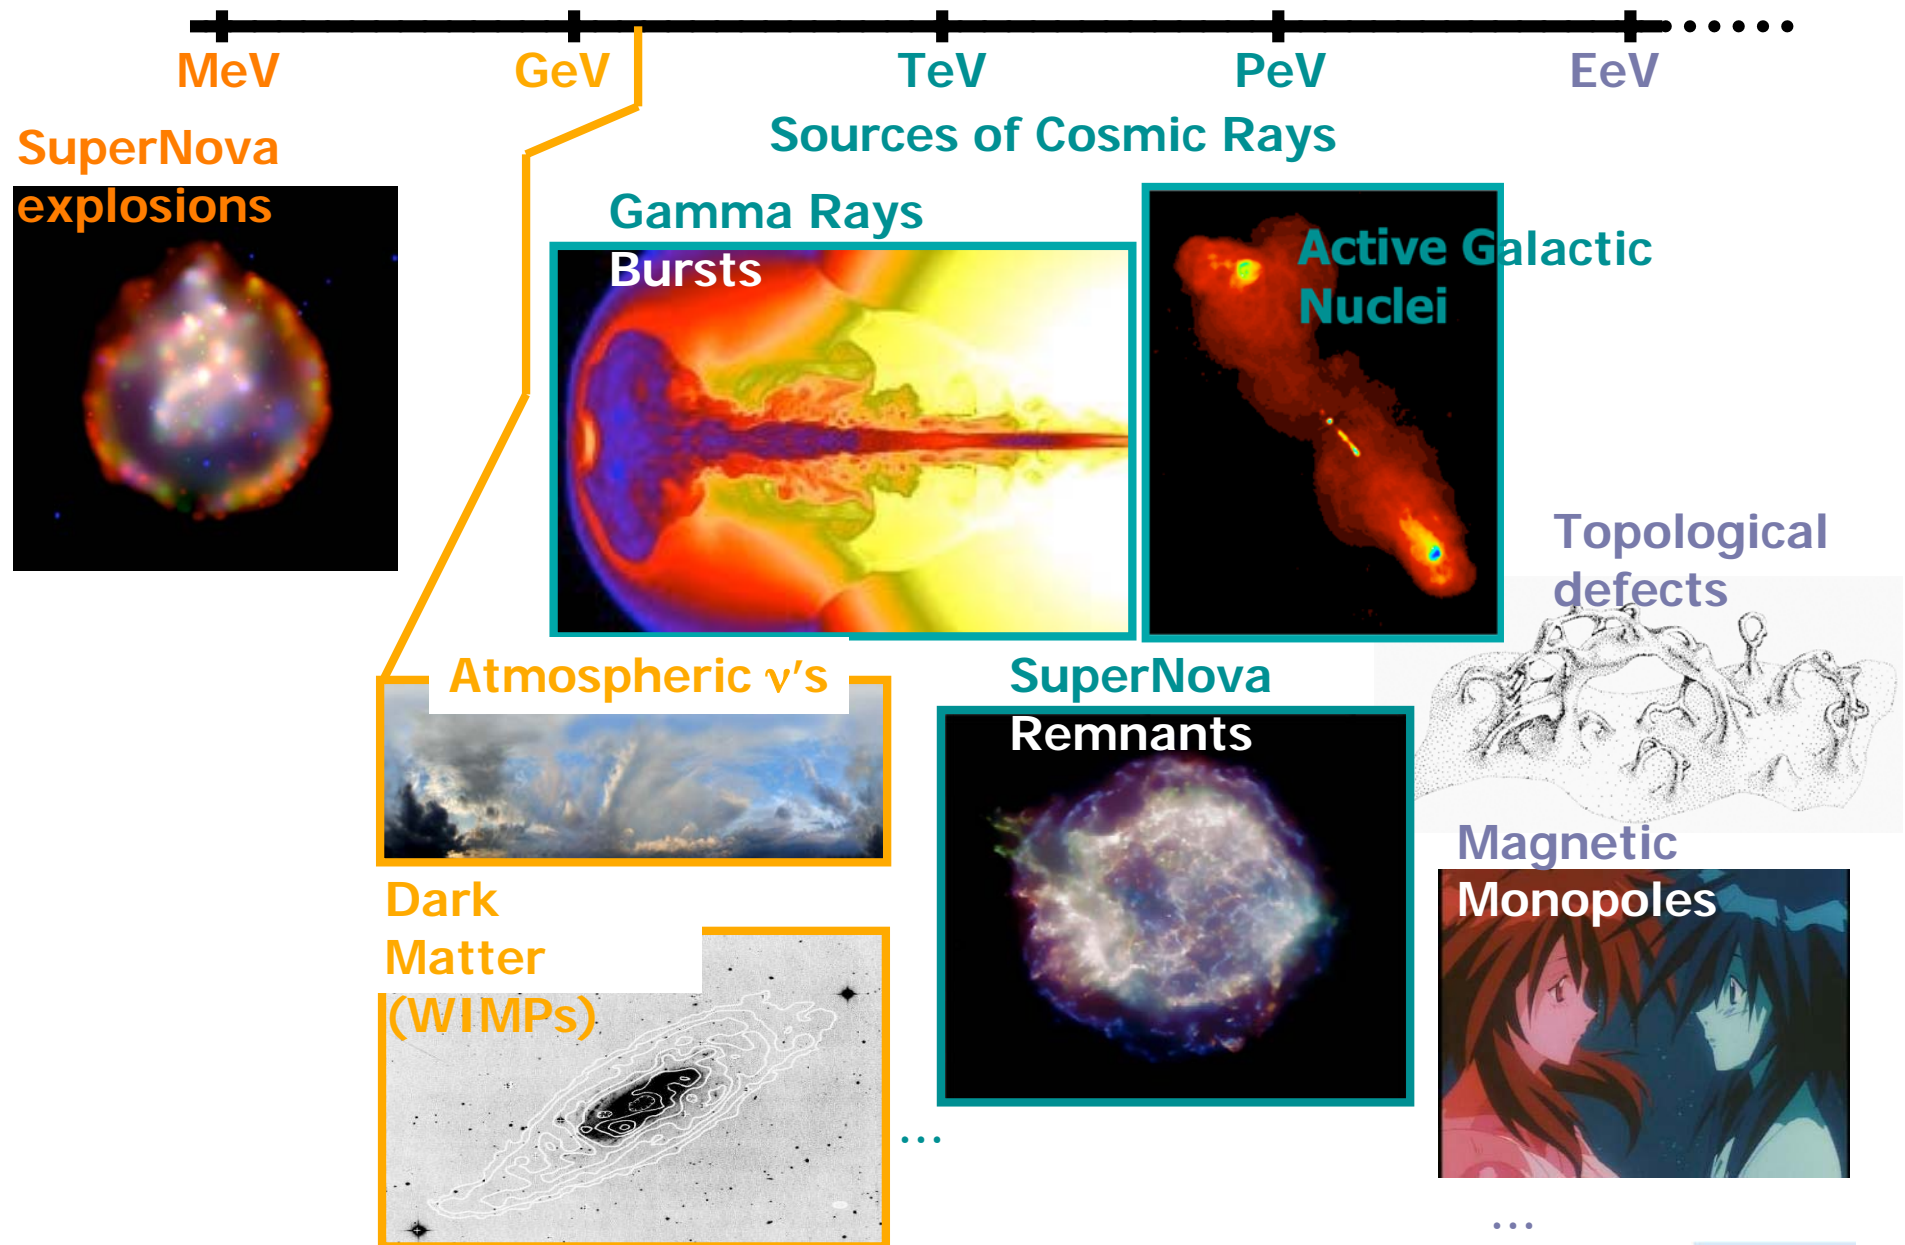 MeV GeV TeV PeV EeV
Sources of Cosmic Rays
SuperNova
explosions
Gamma Rays
Bursts
Active Galactic
Nuclei
Topological
defects
Atmospheric ν's
SuperNova
Remnants
Magnetic
Monopoles
Dark
Matter
(WIMPs)
...
...